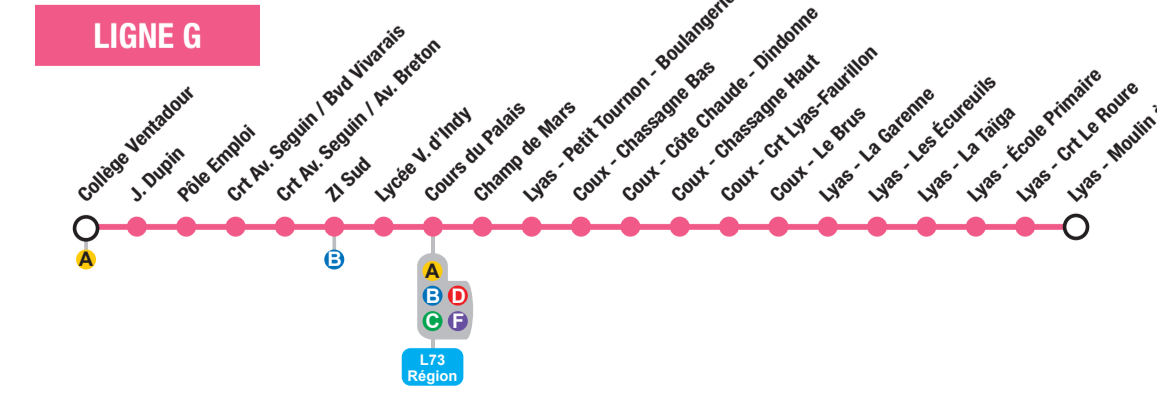 LIGNE G
Collège Ventadour
J. Dupin
Pôle Emploi
Crt Av. Seguin / Bvd Vivarais
Crt Av. Seguin / Av. Breton
ZI Sud
Lycée V. d'Indy
Cours du Palais
Champ de Mars
Lyas - Petit Tournon - Boulangerie
Coux - Chassagne Bas
Coux - Côte Chaude - Dindonne
Coux - Chassagne Haut
Coux - Crt Lyas-Faurillon
Coux - Le Brus
Lyas - La Garenne
Lyas - Les Écureuils
Lyas - La Taïga
Lyas - École Primaire
Lyas - Crt Le Roure
Lyas - Moulin
A
B
A
B D
C F
L73
Région